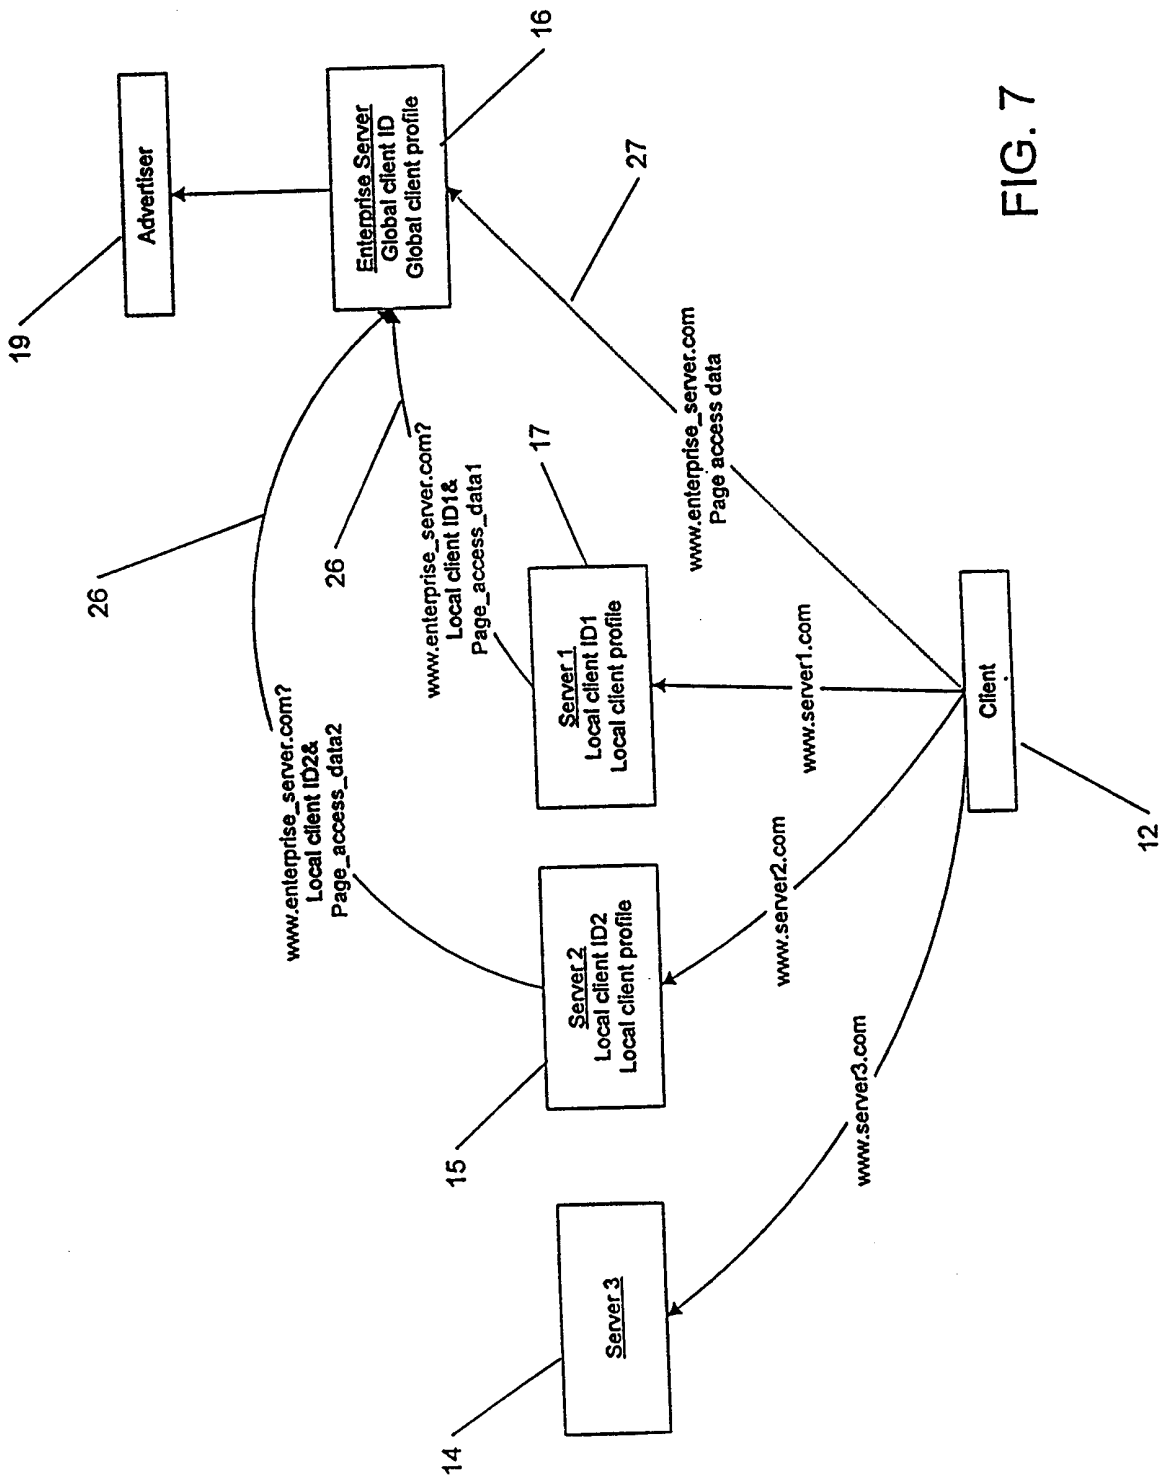 19
Advertiser
16
Enterprise Server
Global client ID
Global client profile
26
26
27
www.enterprise_server.com?
Local client ID2&
Page_access_data2
www.enterprise_server.com?
Local client ID1&
Page_access_data1
www.enterprise_server.com
Page access data
14
Server 3
15
Server 2
Local client ID2
Local client profile
17
Server 1
Local client ID1
Local client profile
www.server3.com
www.server2.com
www.server1.com
Client
12
FIG. 7